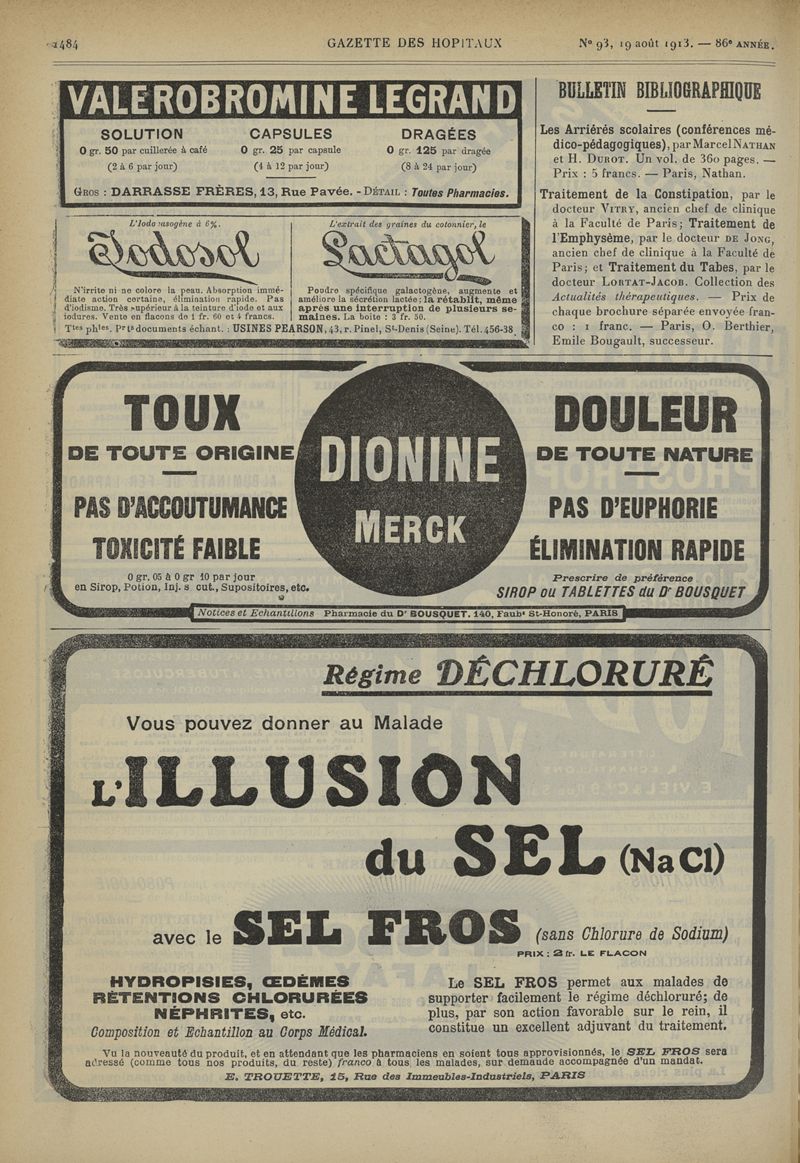 1484
GAZETTE DES HOPITAUX
N° 93, 19 août 1913. — 86e ANNÉE.
VALEROBROMINE LEGRAND
SOLUTION
0 gr. 50 par cuillerée à café
(2 à 6 par jour)
CAPSULES
0 gr. 25 par capsule
(4 à 12 par jour)
DRAGÉES
0 gr. 125 par dragée
(8 à 24 par jour)
GROS : DARRASSE FRÈRES, 13, Rue Pavée. - DÉTAIL : Toutes Pharmacies.
L'Iodo vasogène à 6%.
Iodosol
N'irrite ni ne colore la peau. Absorption immé-
diate action certaine, élimination rapide. Pas
d'iodisme. Très supérieur à la teinture d'iode et aux
iodures. Vente en flacons de 1 fr. 60 et 4 francs.
L'extrait des graines du cotonnier, le
Lactagol
Poudre spécifique galactogène, augmente et
améliore la sécrétion lactée; la rétablit, même
après une interruption de plusieurs se-
maines. La boite : 3 fr. 50.
Ttes phies. Pr les documents échant. : USINES PEARSON, 43, r. Pinel, St-Denis (Seine). Tél. 456-38
BULLETIN BIBLIOGRAPHIQUE
Les Arriérés scolaires (conférences mé-
dico-pédagogiques), par Marcel NATHAN
et H. DUROT. Un vol. de 360 pages. —
Prix : 5 francs. — Paris, Nathan.
Traitement de la Constipation, par le
docteur VITRY, ancien chef de clinique
à la Faculté de Paris; Traitement de
l'Emphysème, par le docteur DE JONG,
ancien chef de clinique à la Faculté de
Paris; et Traitement du Tabes, par le
docteur LORTAT-JACOB. Collection des
Actualités thérapeutiques. — Prix de
chaque brochure séparée envoyée fran-
co : 1 franc. — Paris, O. Berthier,
Emile Bougault, successeur.
TOUX
DE TOUTE ORIGINE
PAS D'ACCOUTUMANCE
TOXICITÉ FAIBLE
0 gr. 05 à 0 gr 10 par jour
en Sirop, Potion, Inj. s cut., Supositoires, etc.
DIONINE
MERCK
DOULEUR
DE TOUTE NATURE
PAS D'EUPHORIE
ÉLIMINATION RAPIDE
Prescrire de préférence
SIROP ou TABLETTES du Dr BOUSQUET
Notices et Echantillons Pharmacie du Dr BOUSQUET. 140, Faubg St-Honoré, PARIS
Régime DÉCHLORURÉ
Vous pouvez donner au Malade
L'ILLUSION
du SEL (NaCl)
avec le SEL FROS (sans Chlorure de Sodium)
PRIX : 2 fr. LE FLACON
HYDROPISIES, ŒDÈMES
RÉTENTIONS CHLORURÉES
NÉPHRITES, etc.
Composition et Echantillon au Corps Médical.
Le SEL FROS permet aux malades de
supporter facilement le régime déchloruré; de
plus, par son action favorable sur le rein, il
constitue un excellent adjuvant du traitement.
Vu la nouveauté du produit, et en attendant que les pharmaciens en soient tous approvisionnés, le SEL FROS sera
adressé (comme tous nos produits, du reste) franco à tous les malades, sur demande accompagnée d'un mandat.
E. TROUETTE, 15, Rue des Immeubles-Industriels, PARIS